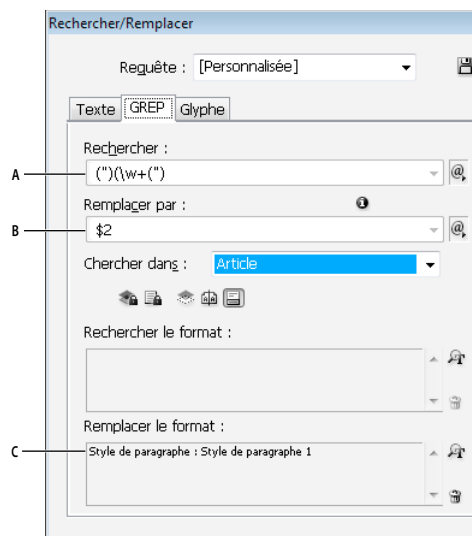 Rechercher/Remplacer
Requête : [Personnalisée]
Texte GREP Glyphe
Rechercher :
A (")(\w+(")
Remplacer par :
B $2
Chercher dans : Article
Rechercher le format :
Remplacer le format :
C Style de paragraphe : Style de paragraphe 1